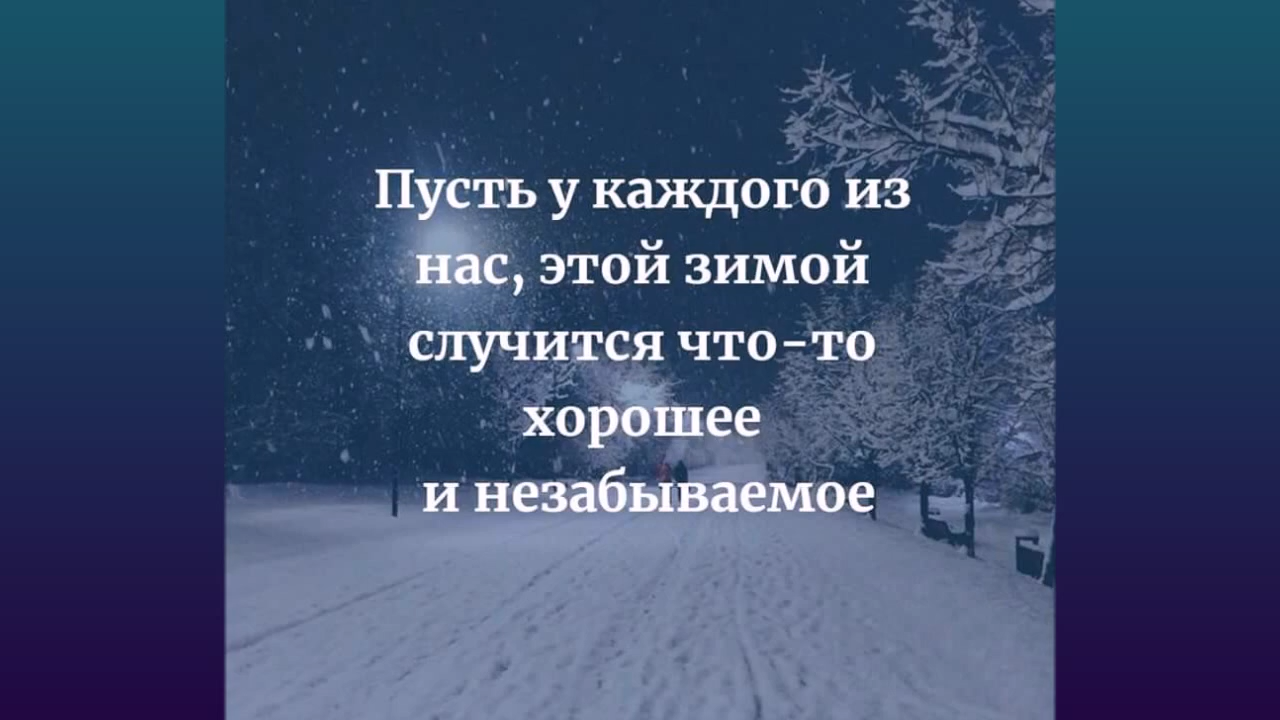 Пусть у каждого из
нас, этой зимой
случится что-то
хорошее
и незабываемое